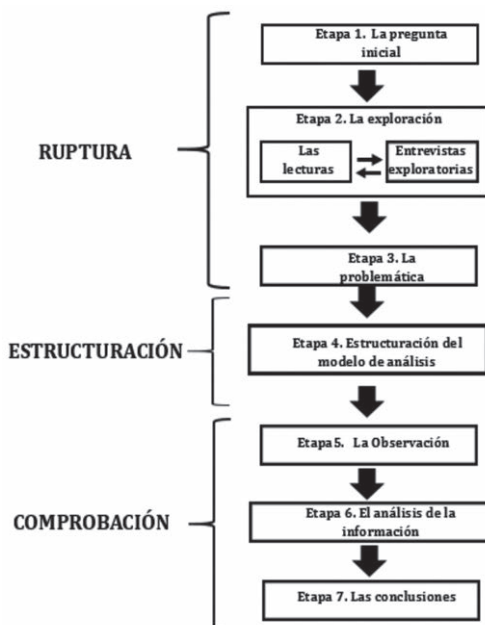 Etapa 1. La pregunta
inicial
Etapa 2. La exploración
RUPTURA
Las
lecturas
Entrevistas
exploratorias
Etapa 3. La
problemática
ESTRUCTURACIÓN
Etapa 4. Estructuración del
modelo de análisis
Etapa5. La Observación
COMPROBACIÓN
Etapa 6. El análisis de la
información
Etapa 7. Las conclusiones